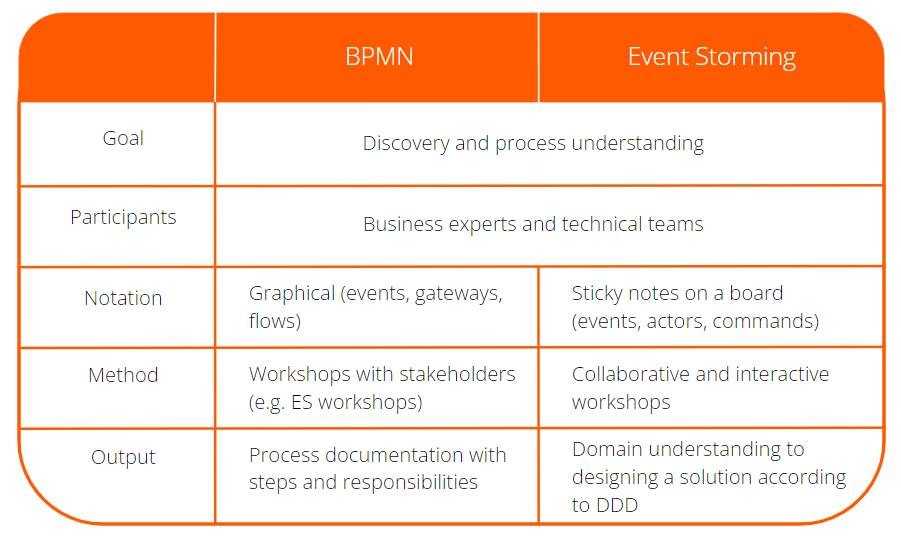 BPMN
Event Storming
Goal
Discovery and process understanding
Participants
Business experts and technical teams
Notation
Graphical (events, gateways,
flows)
Sticky notes on a board
(events, actors, commands)
Method
Workshops with stakeholders
(e.g. ES workshops)
Collaborative and interactive
workshops
Output
Process documentation with
steps and responsibilities
Domain understanding to
designing a solution according
to DDD